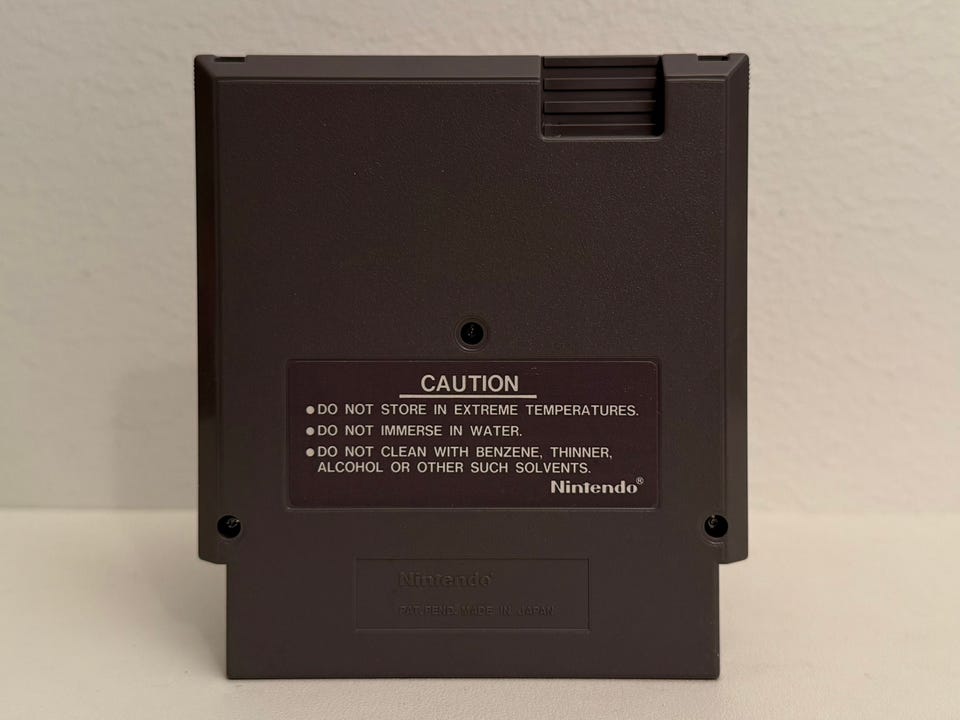 CAUTION
●DO NOT STORE IN EXTREME TEMPERATURES.
●DO NOT IMMERSE IN WATER.
●DO NOT CLEAN WITH BENZENE, THINNER,
ALCOHOL OR OTHER SUCH SOLVENTS.
Nintendo®
Nintendo®
PAT. PEND. MADE IN JAPAN